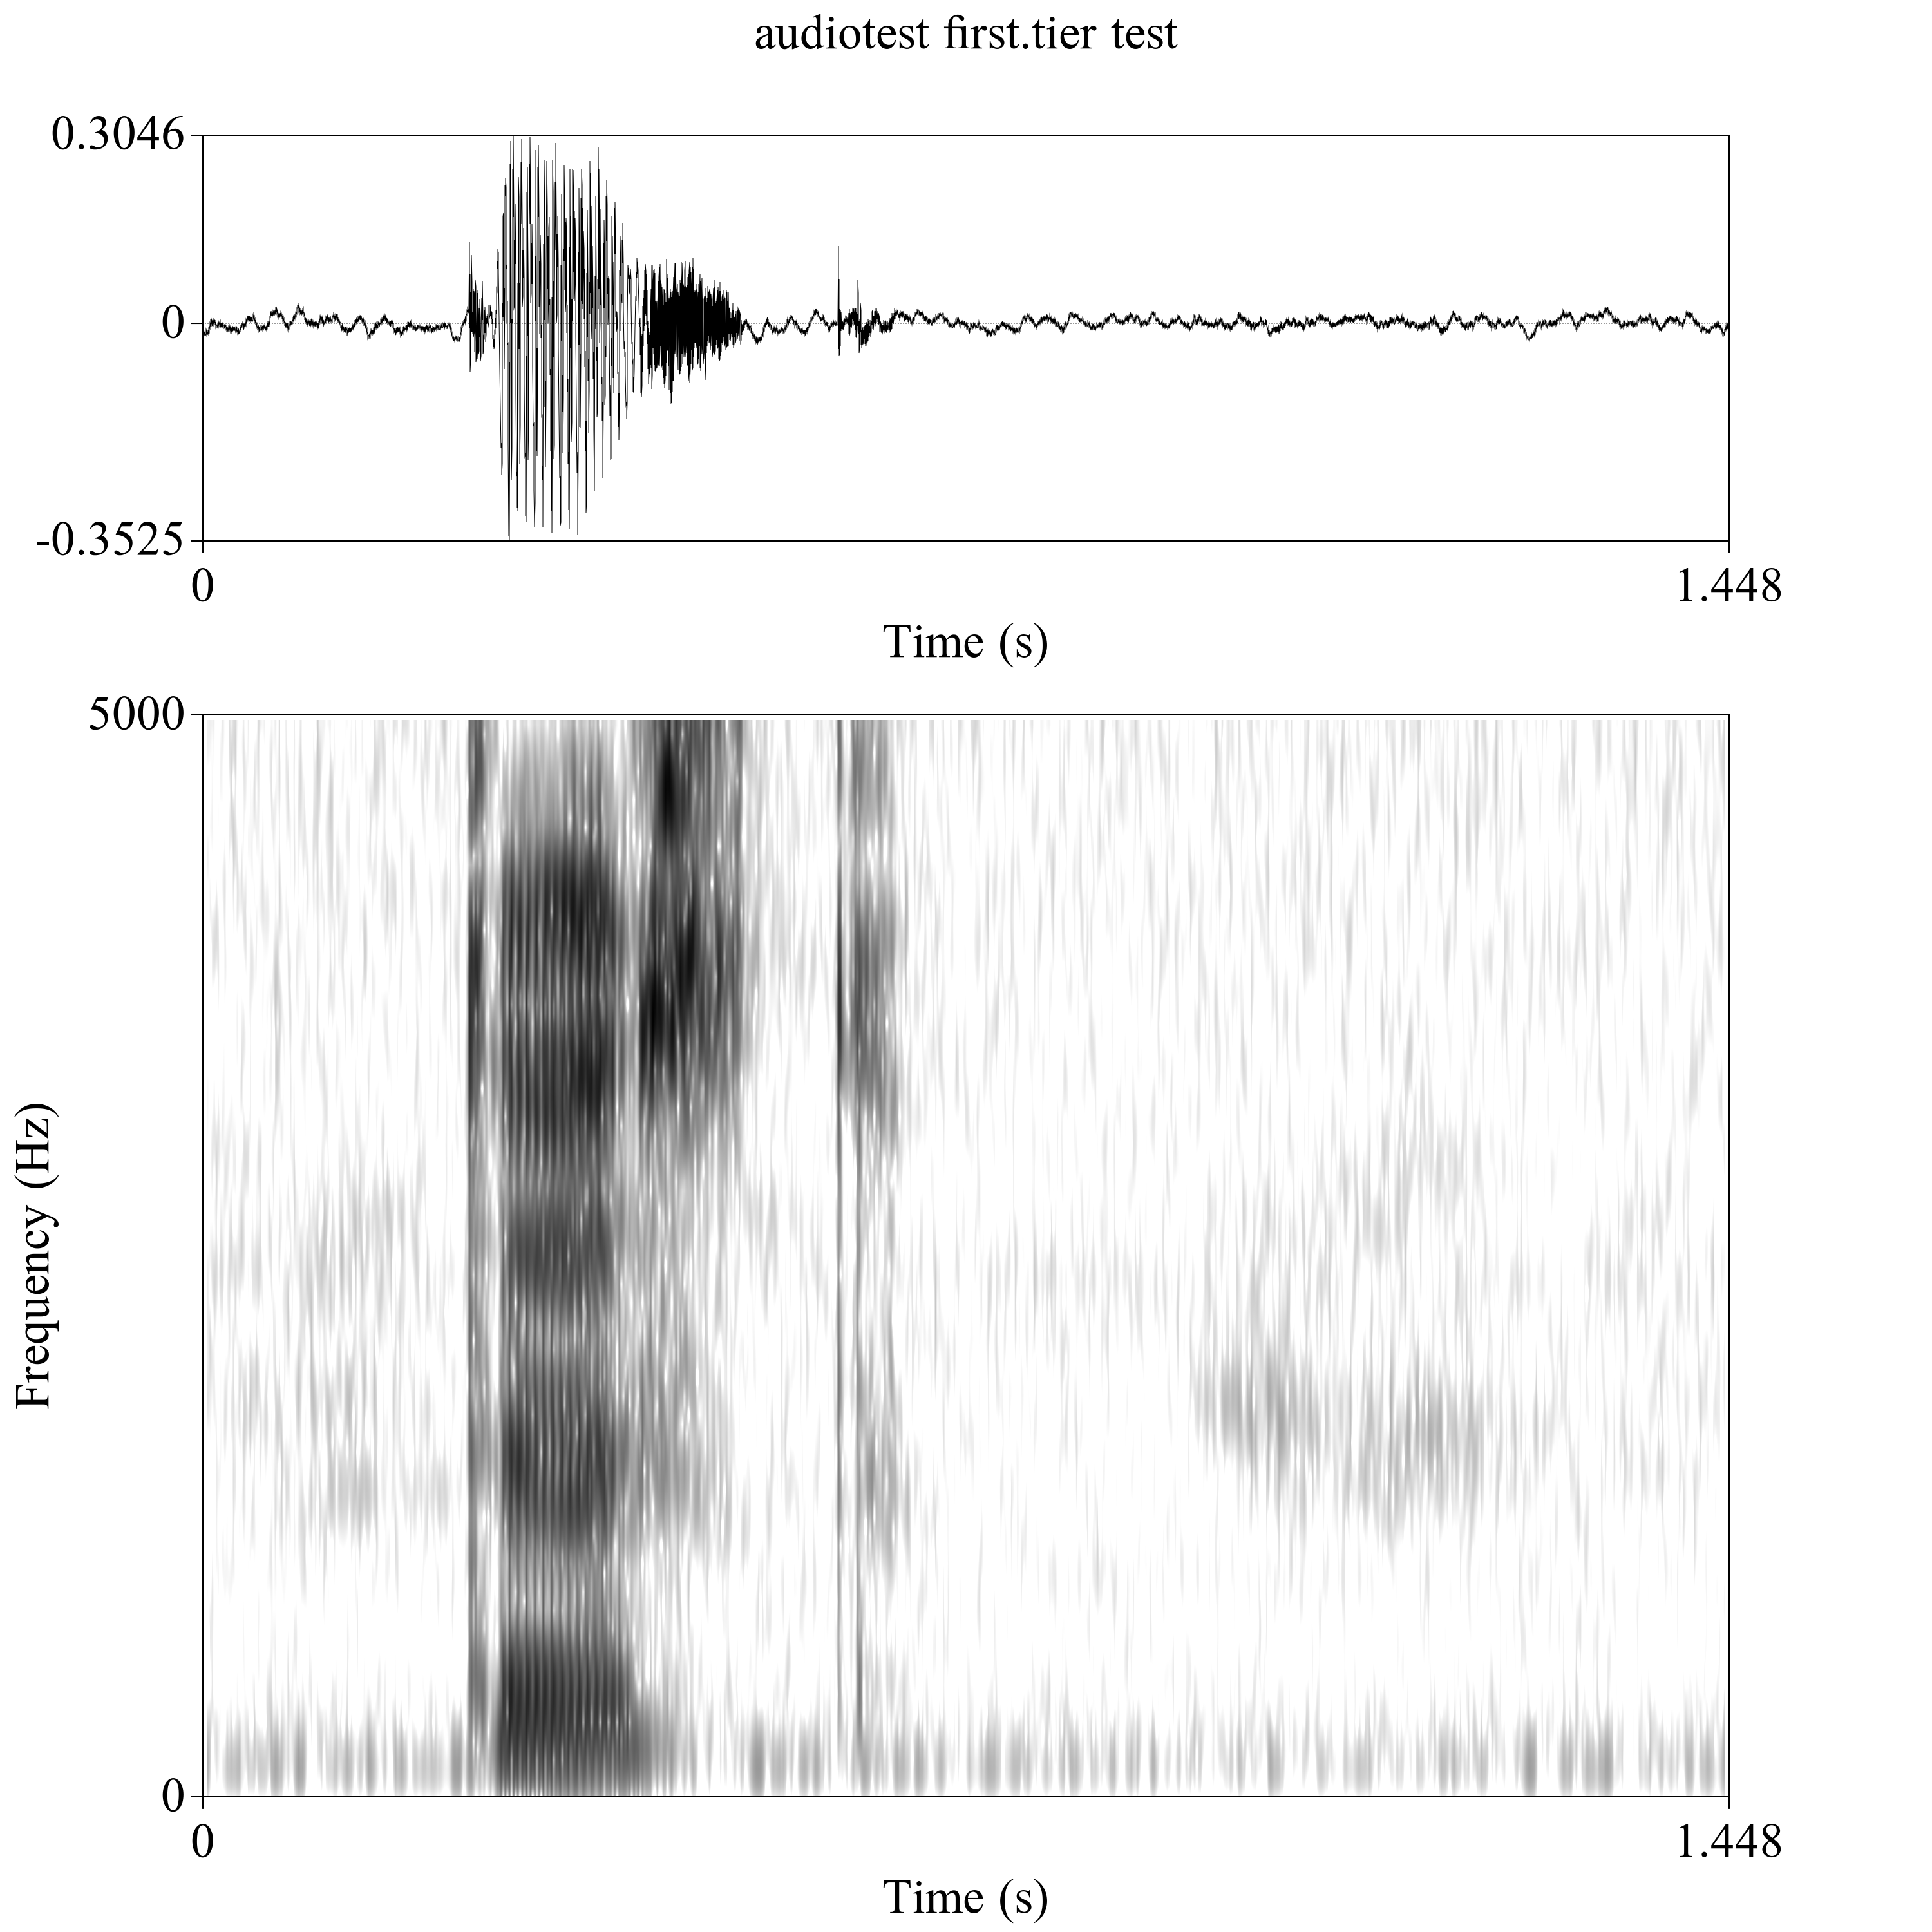 audiotest first.tier test
0.3046
0
-0.3525
0
1.448
Time (s)
5000
Frequency (Hz)
0
0
1.448
Time (s)